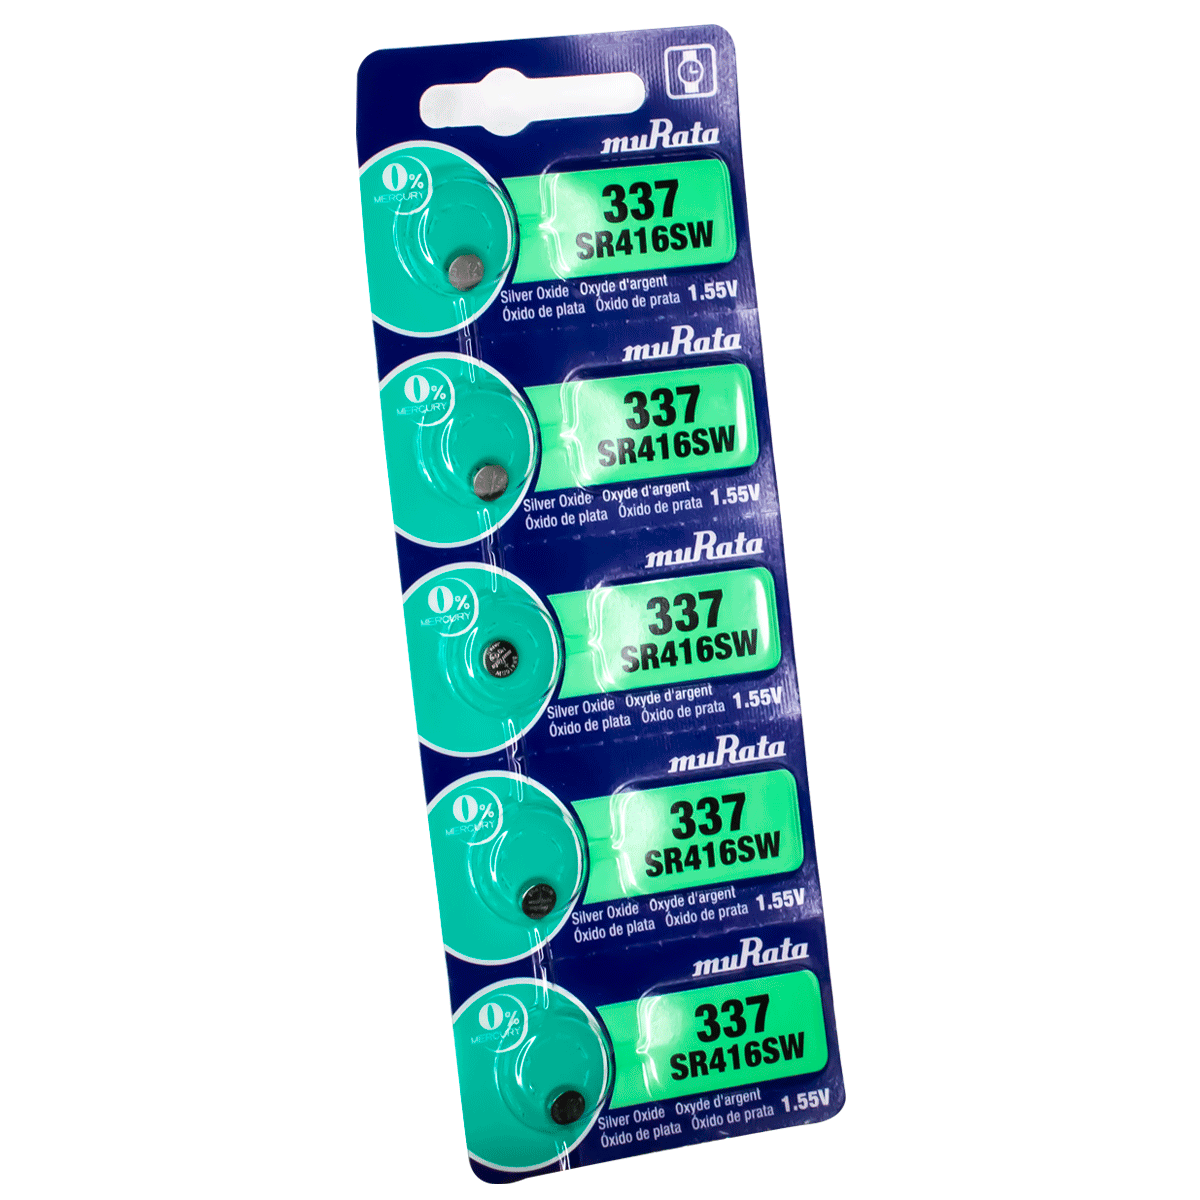 muRata
0%
MERCURY
337
SR416SW
Silver Oxide Oxyde d'argent
Óxido de plata Óxido de prata 1.55V
muRata
0%
MERCURY
337
SR416SW
Silver Oxide Oxyde d'argent
Óxido de plata Óxido de prata 1.55V
muRata
0%
MERCURY
337
SR416SW
Silver Oxide Oxyde d'argent
Óxido de plata Óxido de prata 1.55V
muRata
0%
MERCURY
337
SR416SW
Silver Oxide Oxyde d'argent
Óxido de plata Óxido de prata 1.55V
muRata
0%
MERCURY
337
SR416SW
Silver Oxide Oxyde d'argent
Óxido de plata Óxido de prata 1.55V